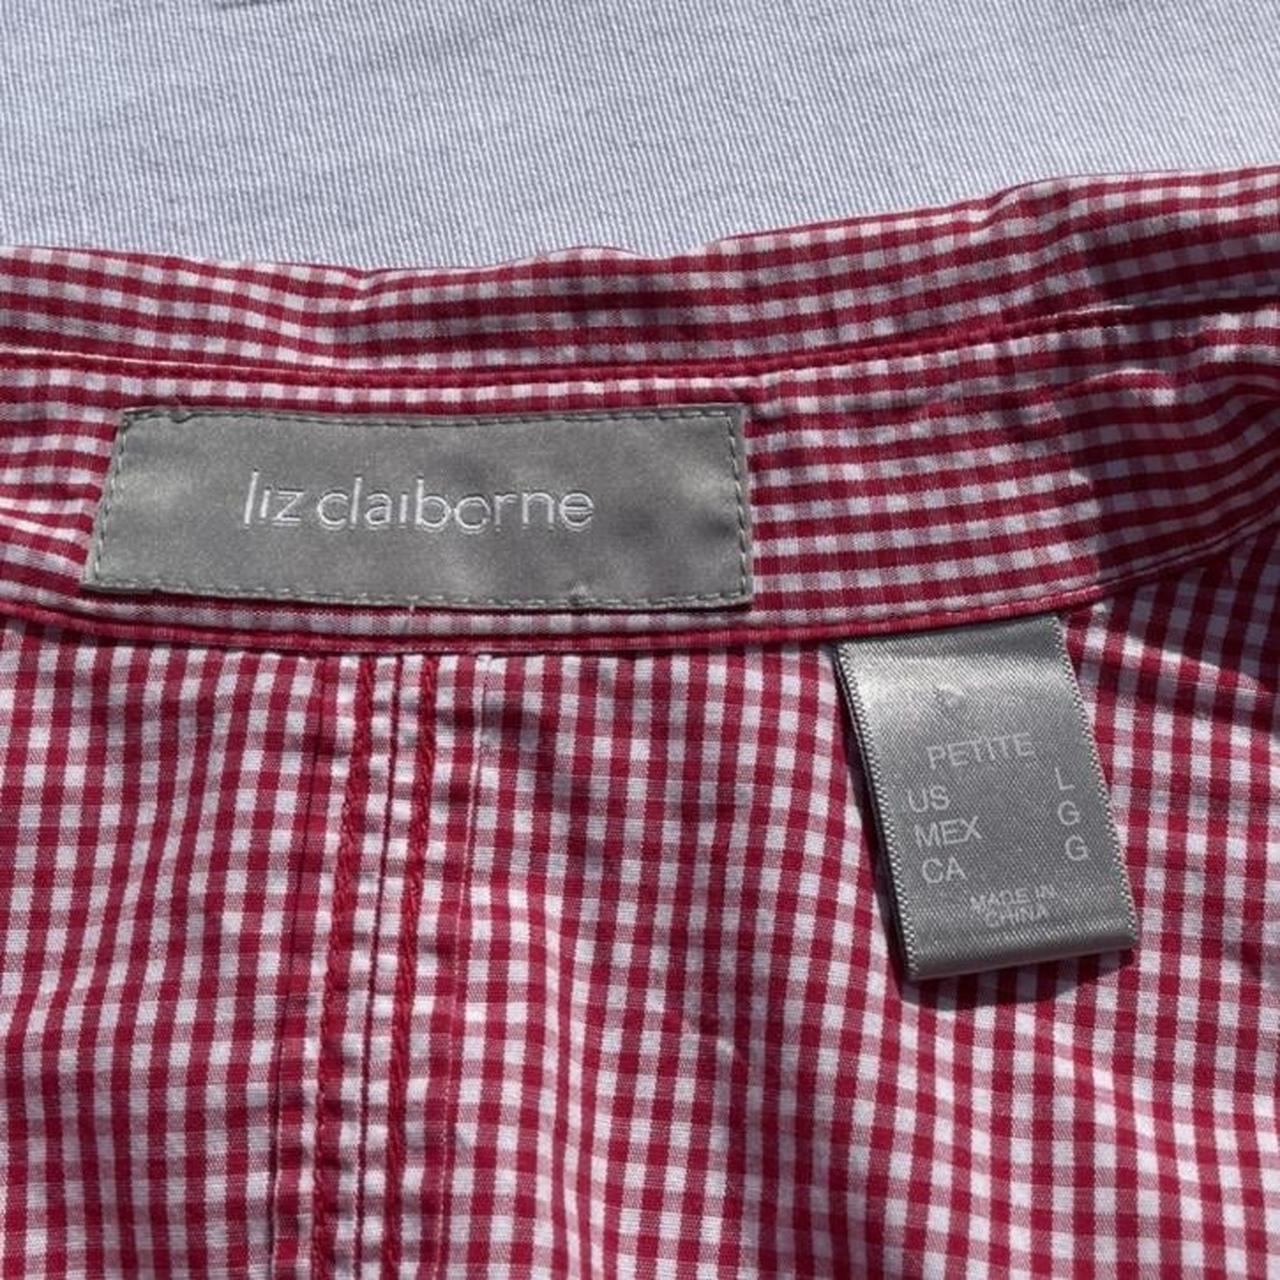 liz claiborne
PETITE
US L
MEX G
CA G
MADE IN
CHINA